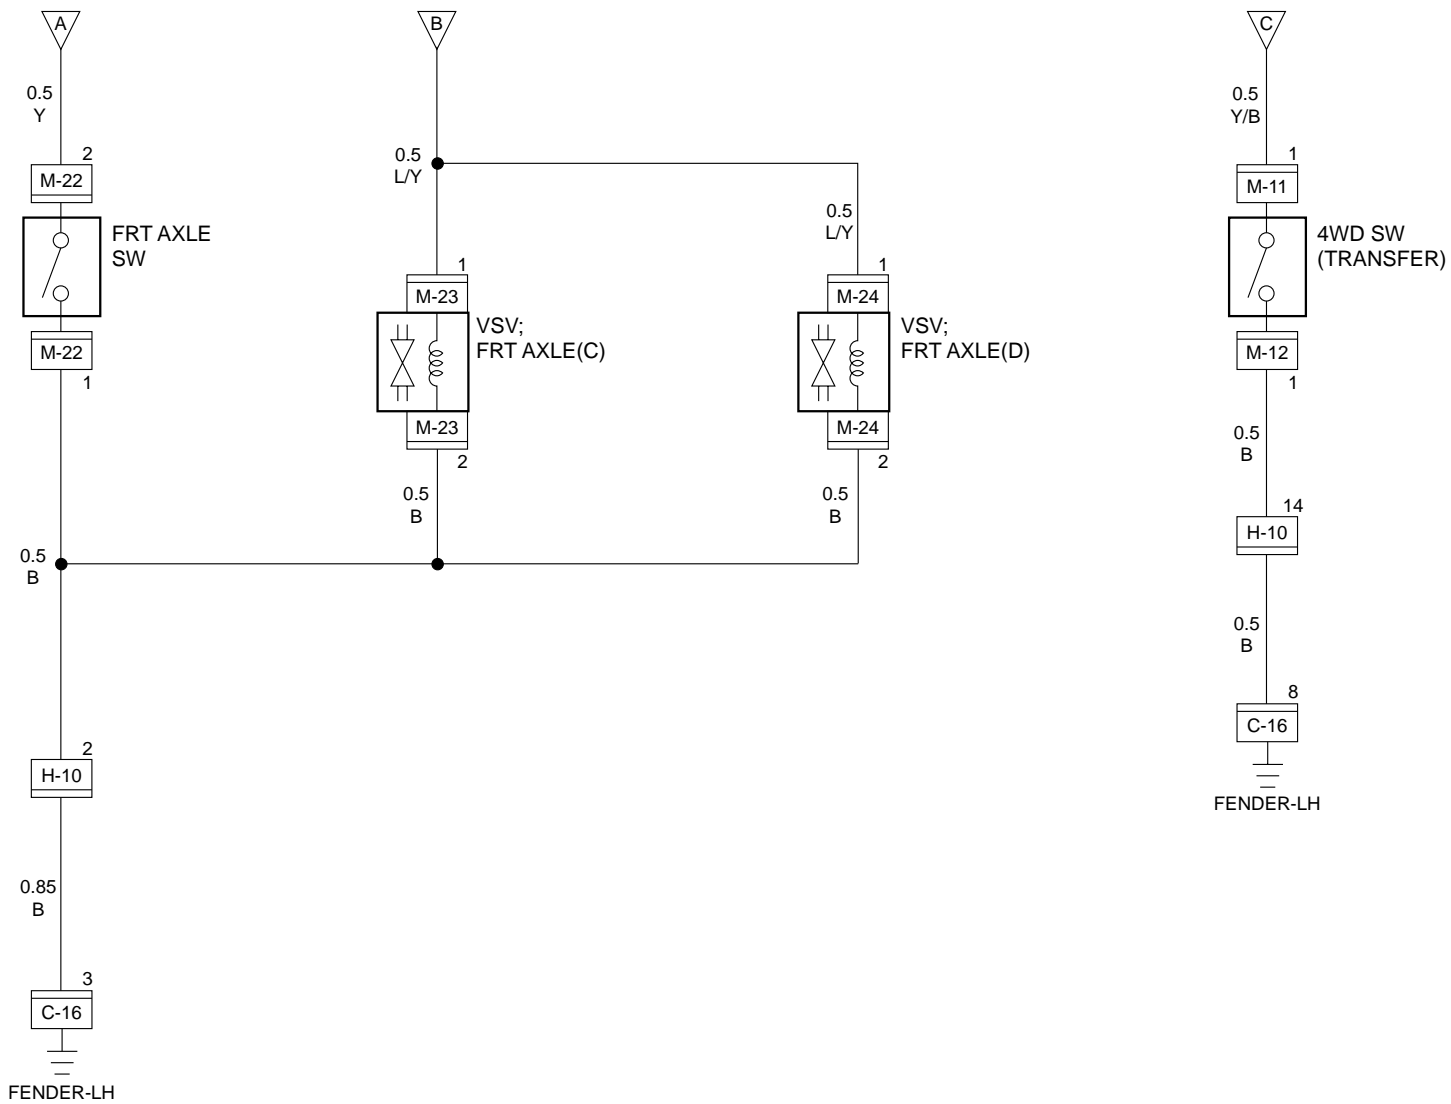 A
B
C
0.5
Y
0.5
Y/B
2
M-22
FRT AXLE
SW
M-22
1
0.5
L/Y
0.5
L/Y
1
M-23
VSV;
FRT AXLE(C)
M-23
2
1
M-24
VSV;
FRT AXLE(D)
M-24
2
1
M-11
4WD SW
(TRANSFER)
M-12
1
0.5
B
0.5
B
0.5
B
0.5
B
14
H-10
0.5
B
8
C-16
FENDER-LH
2
H-10
0.85
B
3
C-16
FENDER-LH